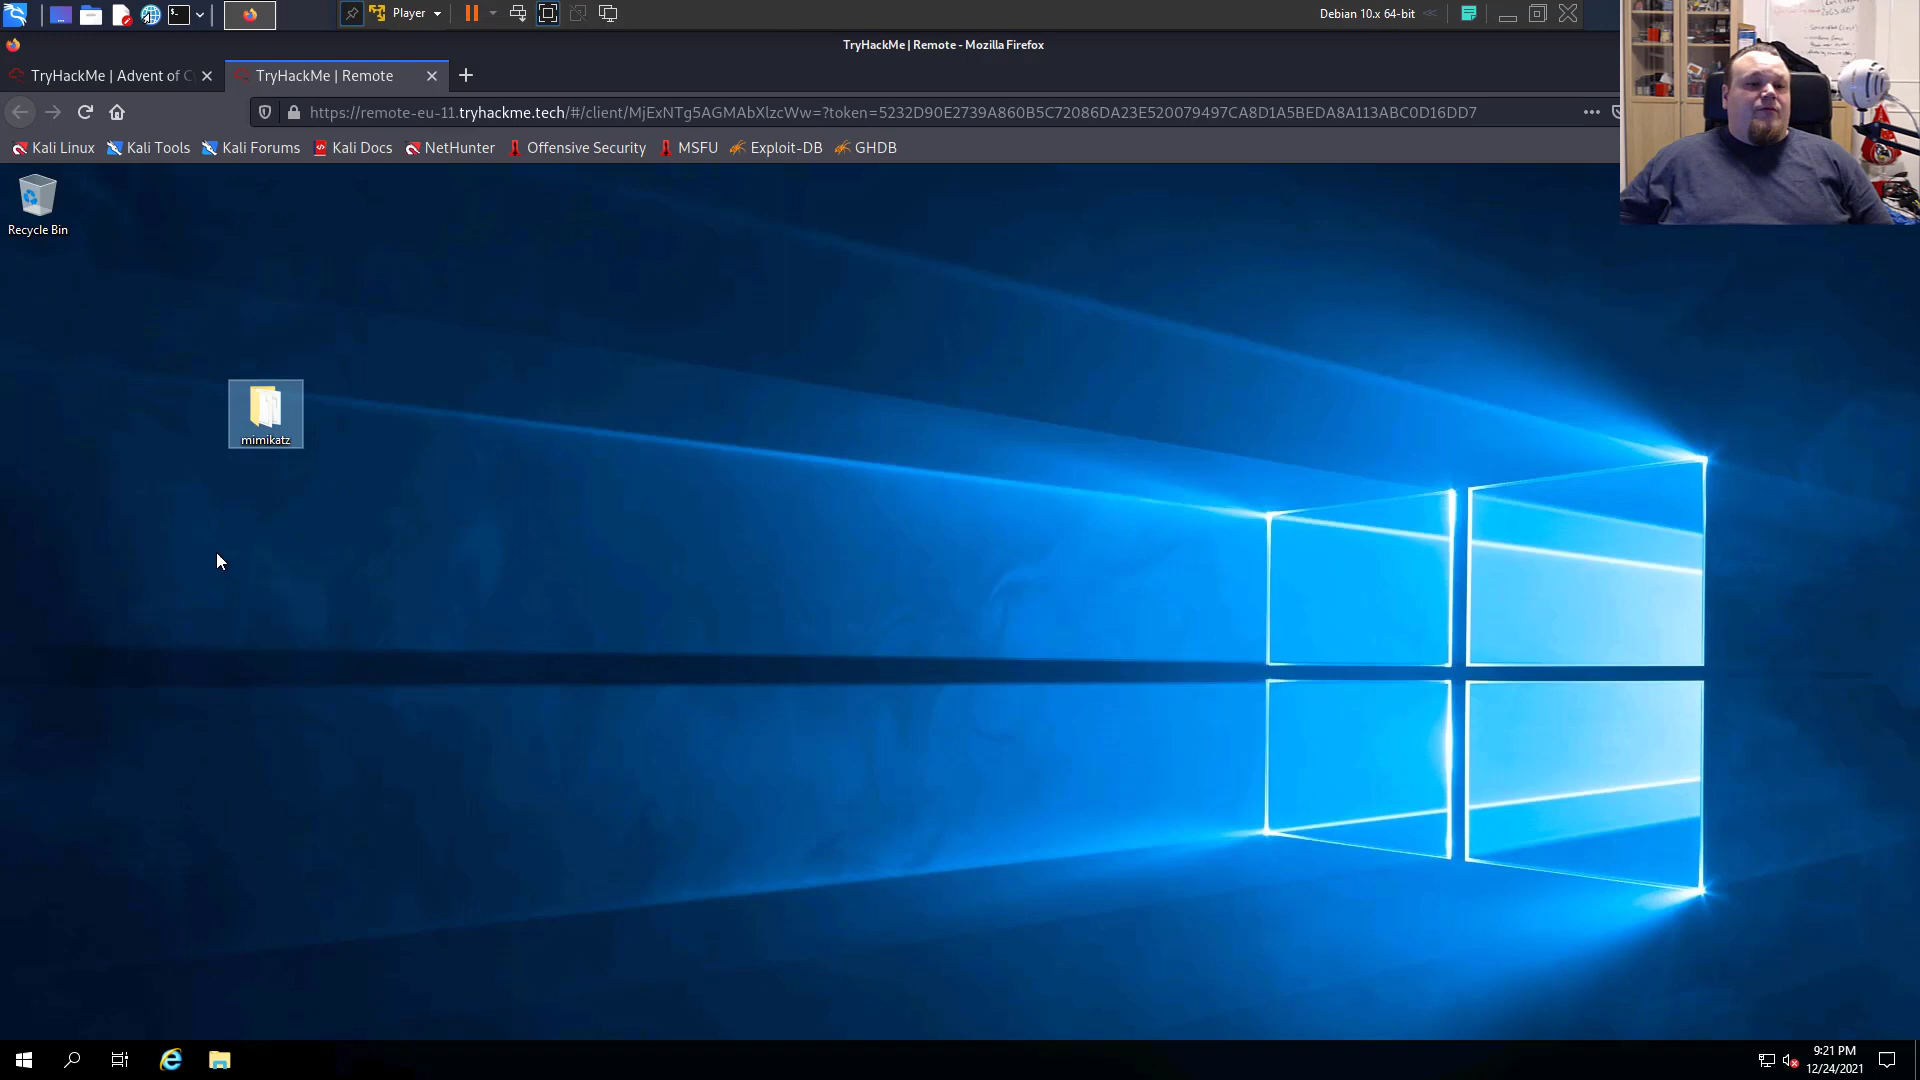 Player
Debian 10.x 64-bit
TryHackMe | Remote - Mozilla Firefox
TryHackMe | Advent of C
TryHackMe | Remote
https://remote-eu-11.tryhackme.tech/#/client/MjExNTg5AGMAbXlzcWw=?token=5232D90E2739A860B5C72086DA23E520079497CA8D1A5BEDA8A113ABC0D16DD7
Kali Linux
Kali Tools
Kali Forums
Kali Docs
NetHunter
Offensive Security
MSFU
Exploit-DB
GHDB
Recycle Bin
mimikatz
9:21 PM
12/24/2021